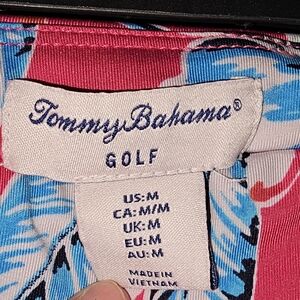 Tommy Bahama®
GOLF
US:M
CA:M/M
UK:M
EU:M
AU:M
MADE IN
VIETNAM